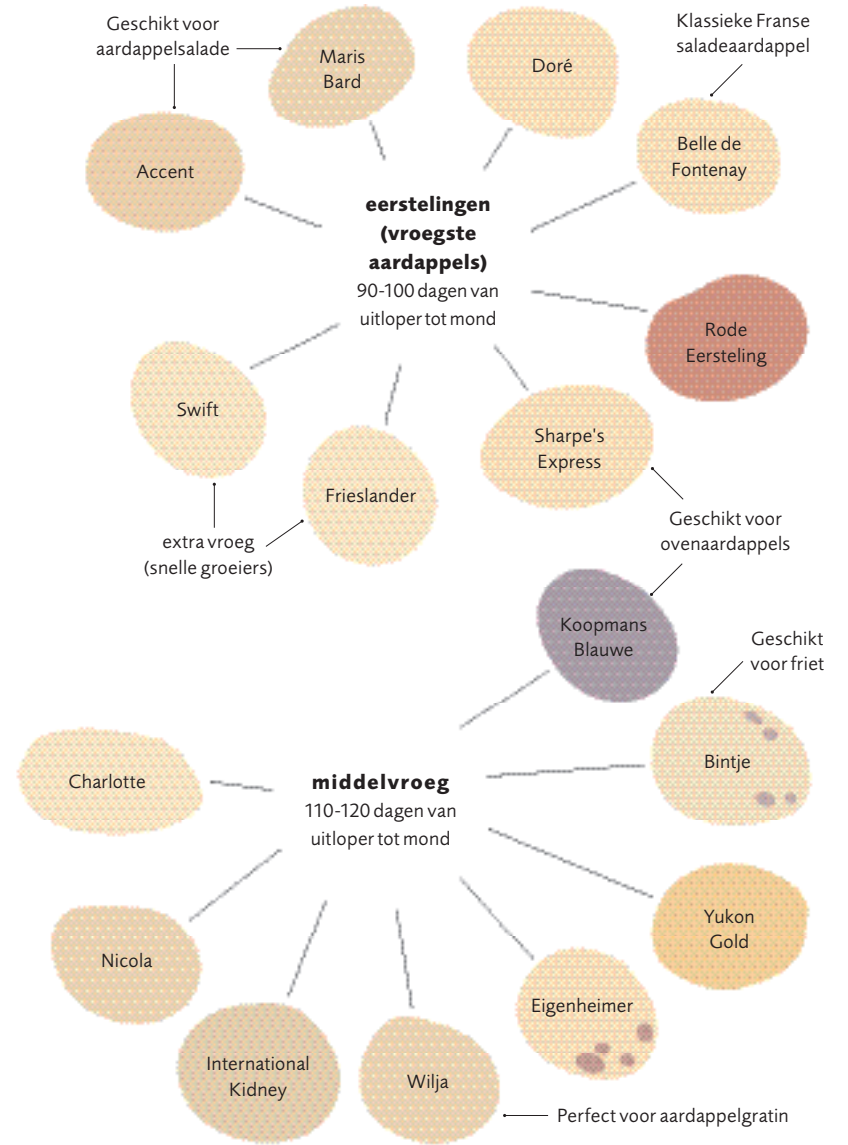 Geschikt voor
aardappelsalade
Maris
Bard
Doré
Klassieke Franse
saladeaardappel
Accent
Belle de
Fontenay
eerstelingen
(vroegste
aardappels)
90-100 dagen van
uitloper tot mond
Rode
Eersteling
Swift
Sharpe's
Express
Frieslander
extra vroeg
(snelle groeiers)
Geschikt voor
ovenaardappels
Koopmans
Blauwe
Geschikt
voor friet
Charlotte
middelvroeg
110-120 dagen van
uitloper tot mond
Bintje
Yukon
Gold
Nicola
Eigenheimer
International
Kidney
Wilja
Perfect voor aardappelgratin